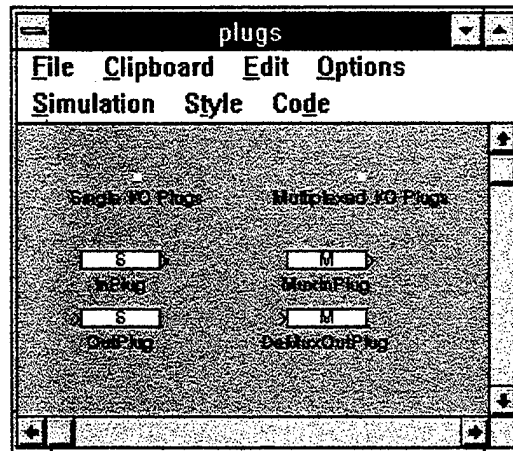 plugs
File Clipboard Edit Options
Simulation Style Code
Single I/O Plugs Multiplexed I/O Plugs
S M
InPlug MuxInPlug
S M
OutPlug DeMuxOutPlug